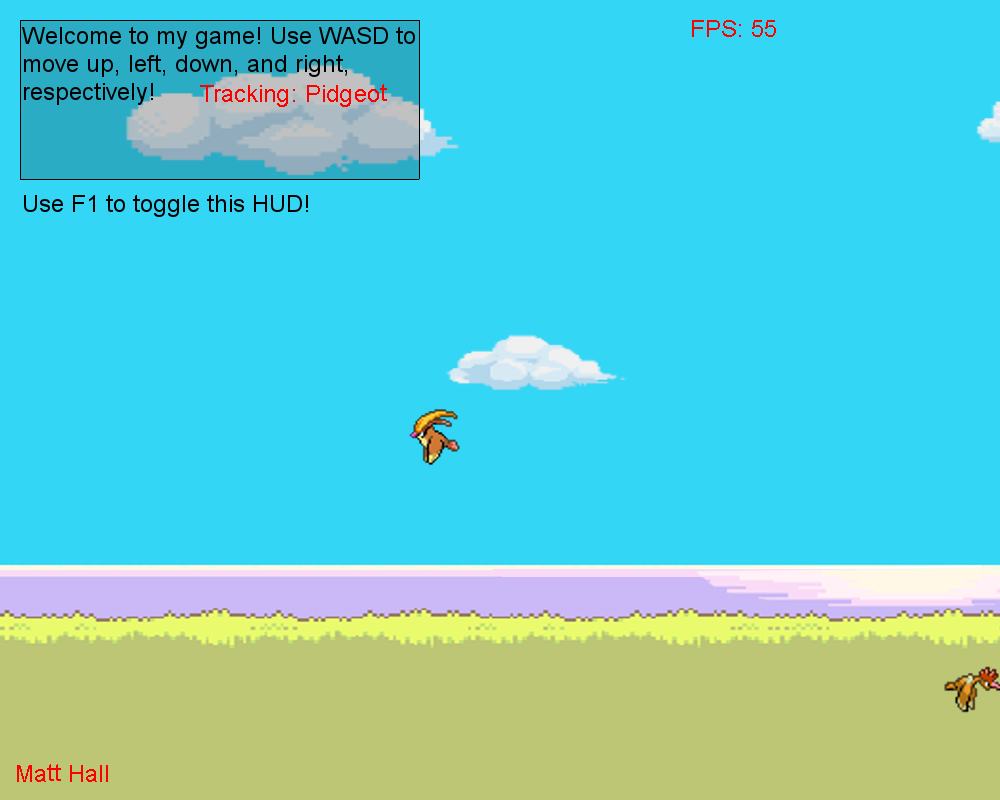 Welcome to my game! Use WASD to
move up, left, down, and right,
respectively!
Tracking: Pidgeot
Use F1 to toggle this HUD!
FPS: 55
Matt Hall